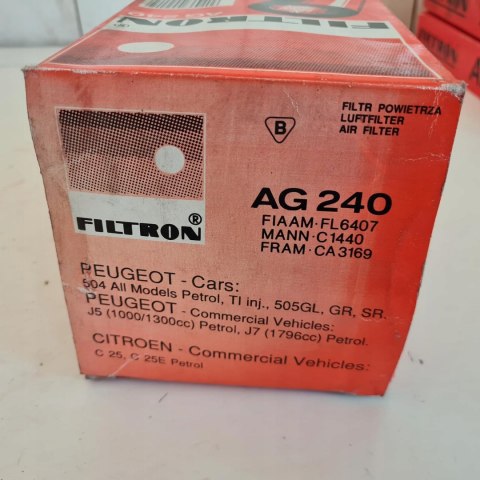 FILTRON
FILTRON
FILTR POWIETRZA
LUFTFILTER
AIR FILTER
B
FILTRON®
AG 240
FIAAM·FL6407
MANN·C1440
FRAM·CA3169
PEUGEOT - Cars:
504 All Models Petrol, TI inj., 505GL, GR, SR.
PEUGEOT - Commercial Vehicles:
J5 (1000/1300cc) Petrol, J7 (1796cc) Petrol.
CITROEN - Commercial Vehicles:
C 25, C 25E Petrol